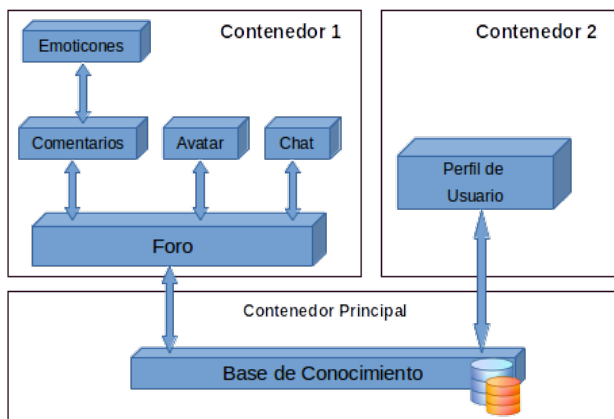 Contenedor 1
Emoticones
Comentarios
Avatar
Chat
Foro
Contenedor 2
Perfil de
Usuario
Contenedor Principal
Base de Conocimiento